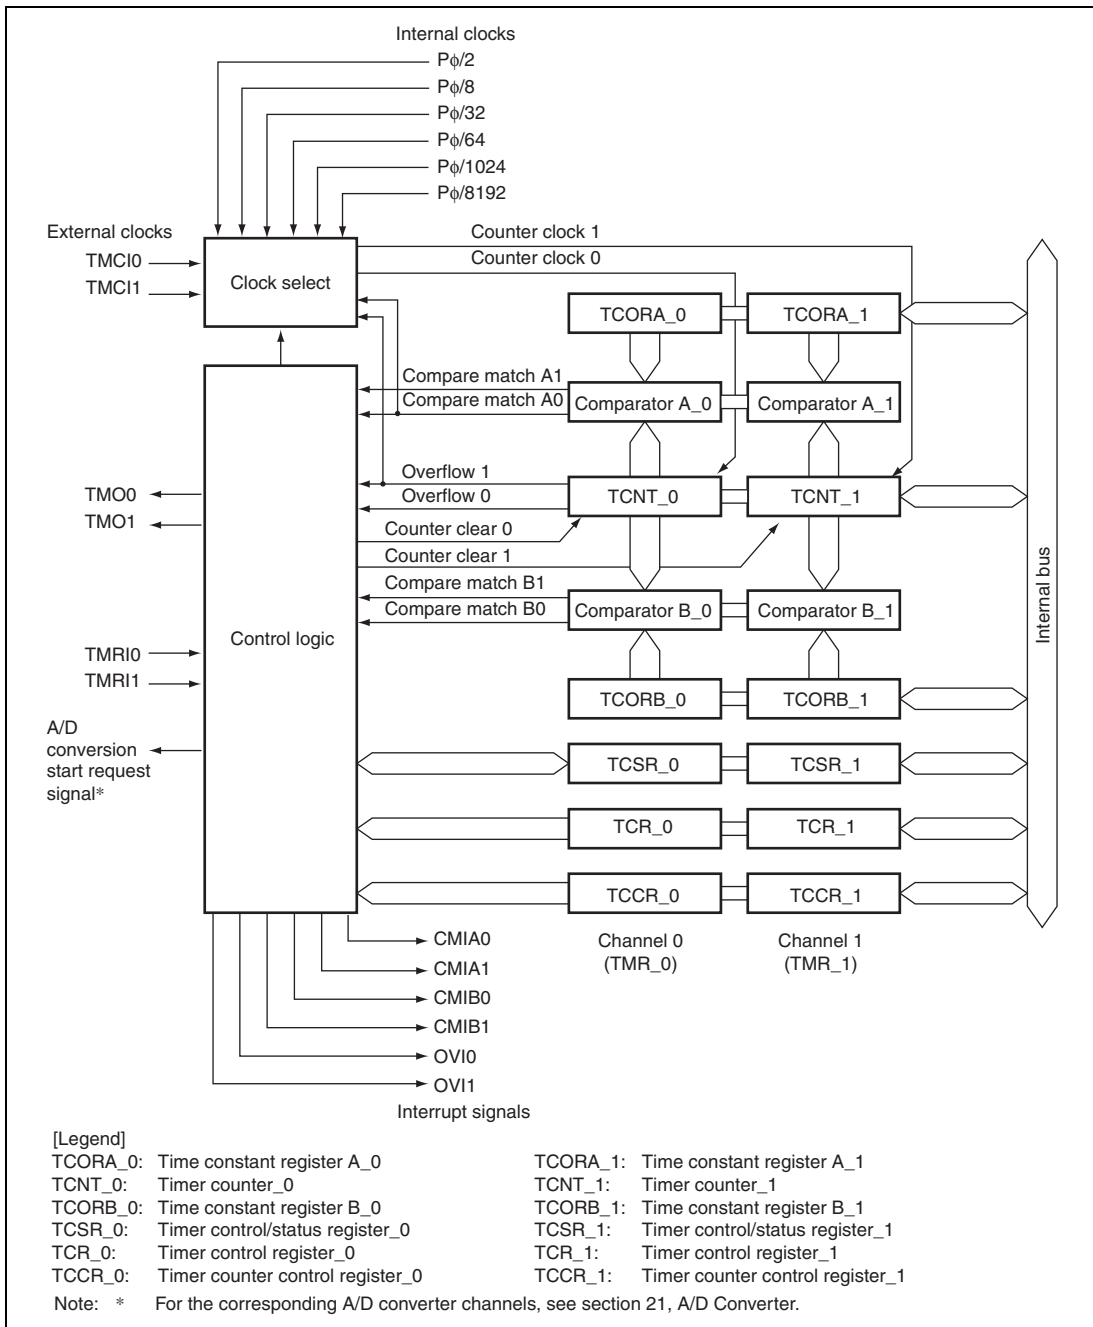 Internal clocks
Pϕ/2
Pϕ/8
Pϕ/32
Pϕ/64
Pϕ/1024
Pϕ/8192
External clocks
TMCI0
TMCI1
Clock select
Counter clock 1
Counter clock 0
TCORA_0
TCORA_1
Compare match A1
Compare match A0
Comparator A_0
Comparator A_1
TMO0
TMO1
Overflow 1
Overflow 0
TCNT_0
TCNT_1
Counter clear 0
Counter clear 1
Compare match B1
Compare match B0
Comparator B_0
Comparator B_1
Control logic
Internal bus
TMRI0
TMRI1
TCORB_0
TCORB_1
A/D
conversion
start request
signal*
TCSR_0
TCSR_1
TCR_0
TCR_1
TCCR_0
TCCR_1
Channel 0
(TMR_0)
Channel 1
(TMR_1)
CMIA0
CMIA1
CMIB0
CMIB1
OVI0
OVI1
Interrupt signals
[Legend]
TCORA_0: Time constant register A_0
TCORA_1: Time constant register A_1
TCNT_0: Timer counter_0
TCNT_1: Timer counter_1
TCORB_0: Time constant register B_0
TCORB_1: Time constant register B_1
TCSR_0: Timer control/status register_0
TCSR_1: Timer control/status register_1
TCR_0: Timer control register_0
TCR_1: Timer control register_1
TCCR_0: Timer counter control register_0
TCCR_1: Timer counter control register_1
Note: * For the corresponding A/D converter channels, see section 21, A/D Converter.